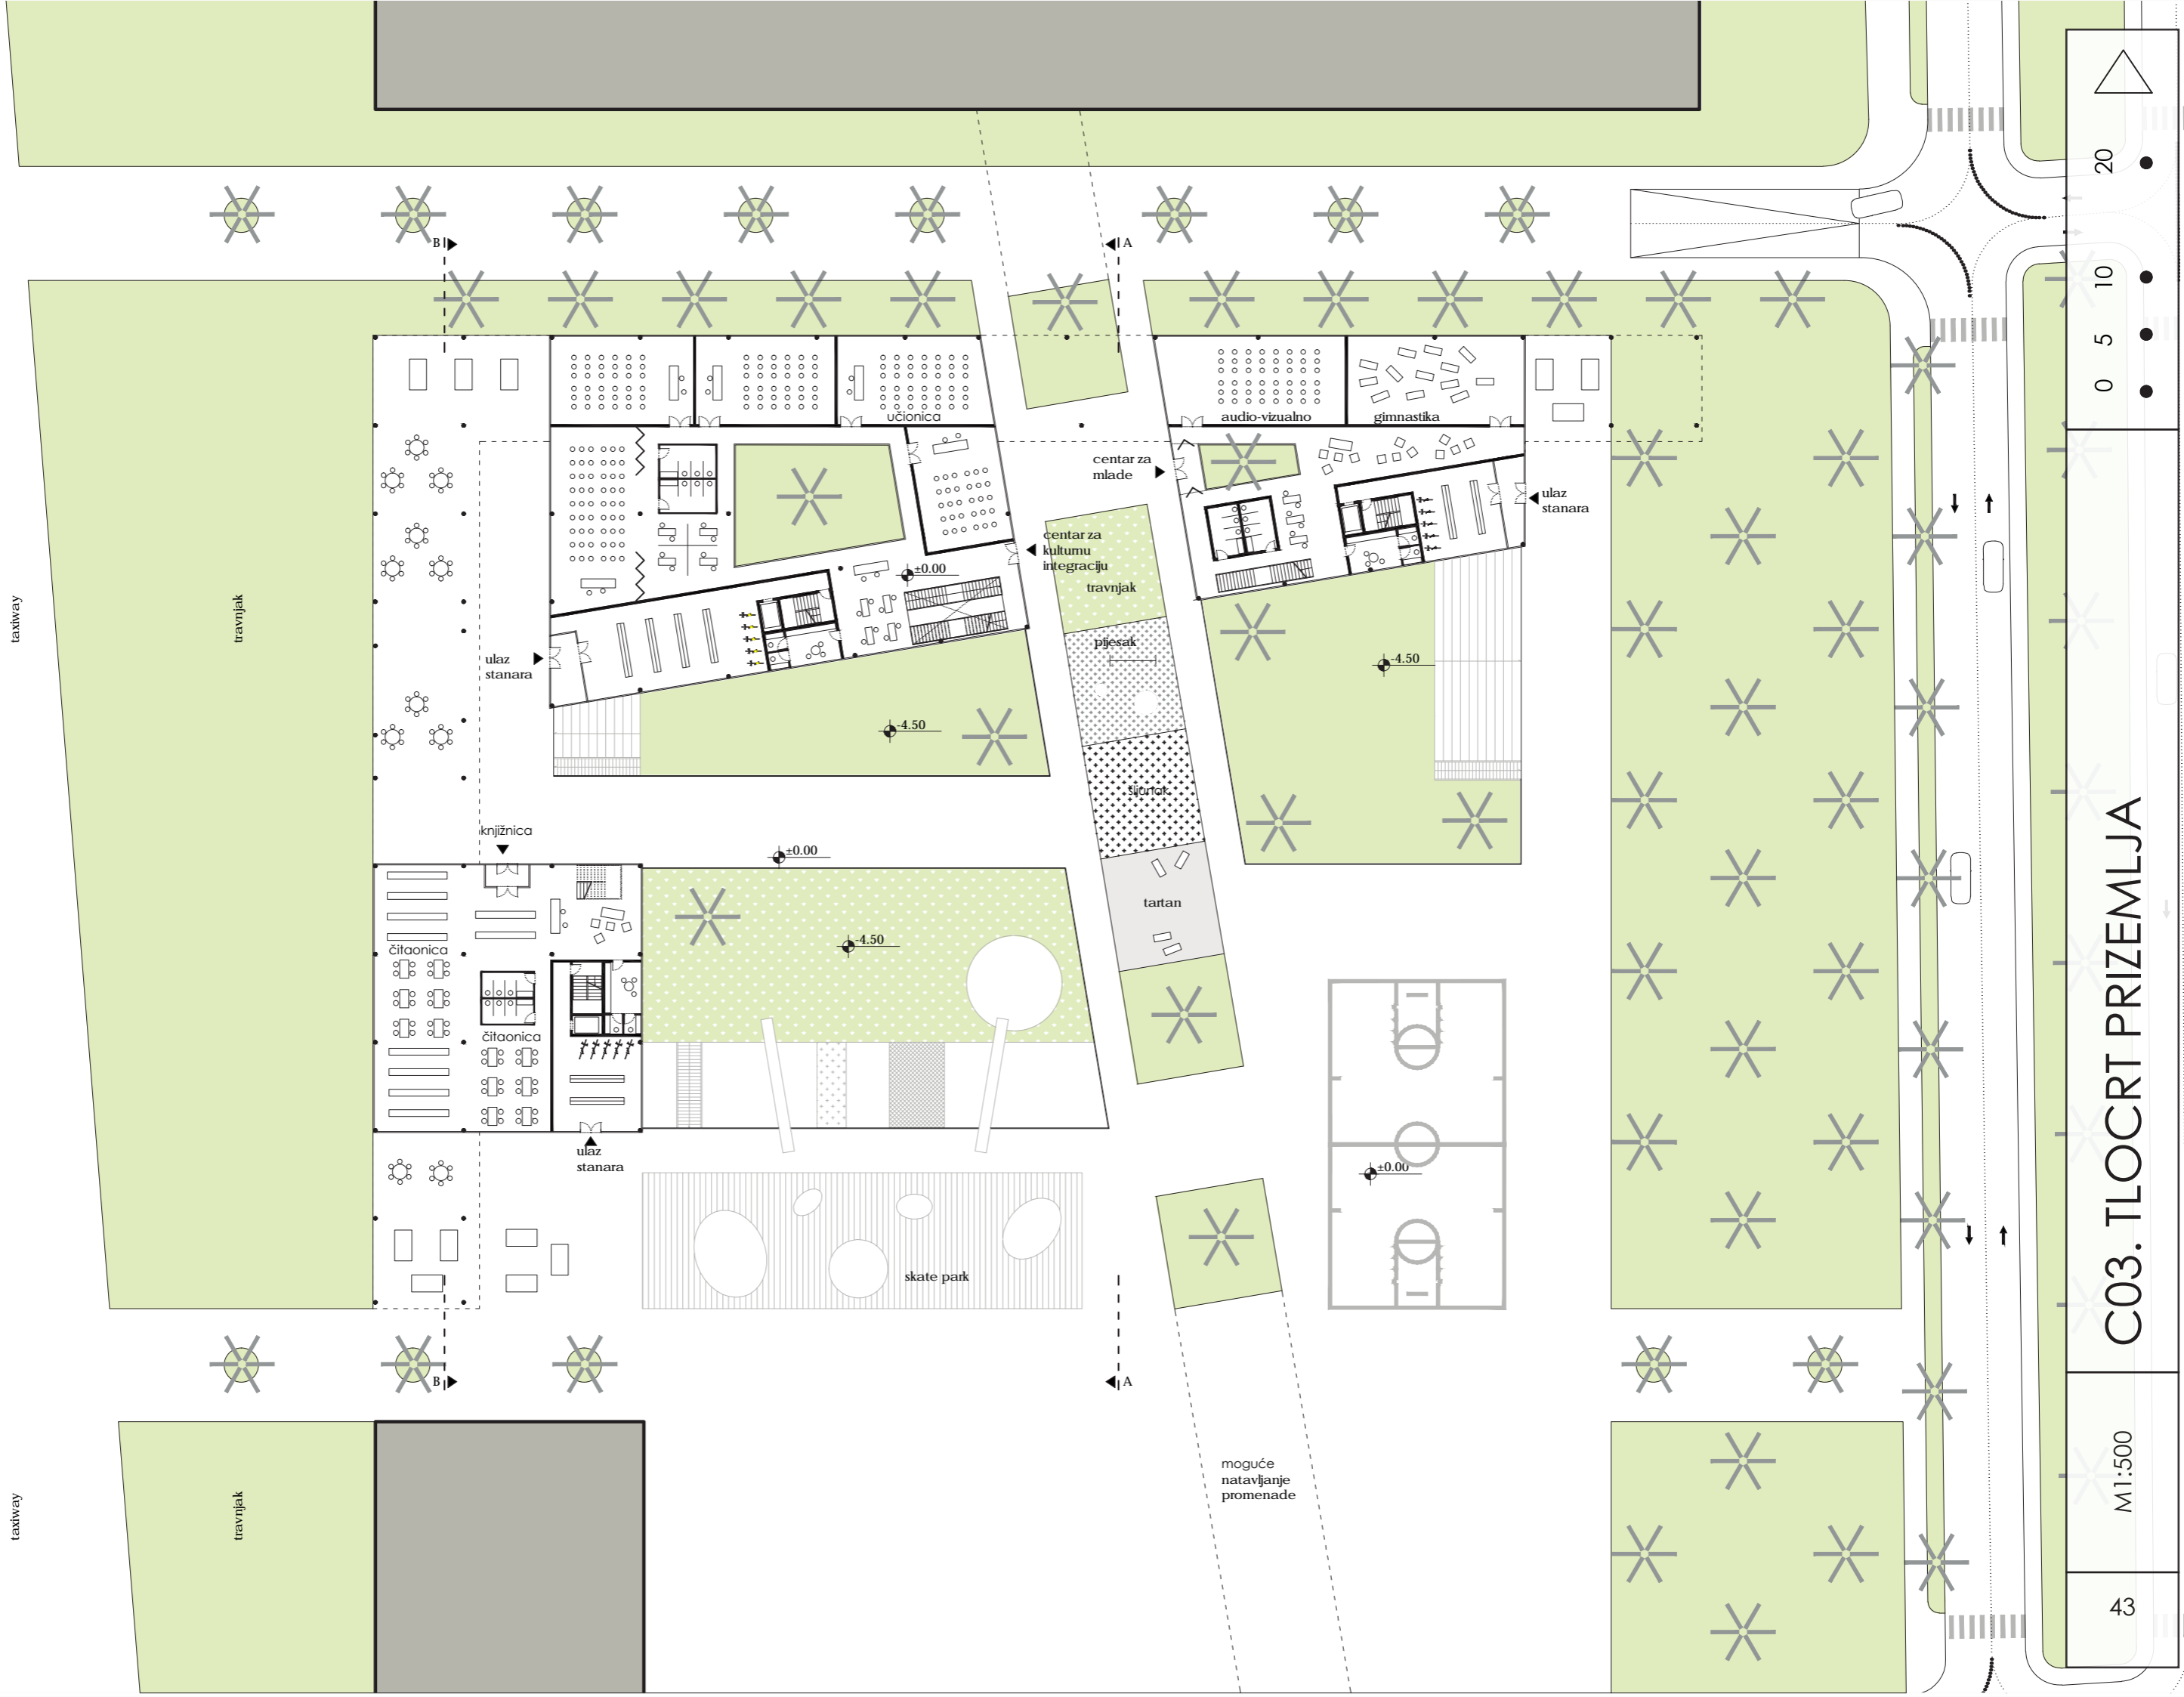 B
A
učionica
audio-vizualno
gimnastika
centar za
mlade
ulaz
stanara
centar za
kulturnu
integraciju
±0.00
travnjak
taxiway
travnjak
pijesak
ulaz
stanara
-4.50
-4.50
šljunak
knjižnica
±0.00
tartan
čitaonica
-4.50
čitaonica
ulaz
stanara
±0.00
skate park
B
A
moguće
natavljanje
promenade
taxiway
travnjak
0 5 10 20
C03. TLOCRT PRIZEMLJA
M1:500
43